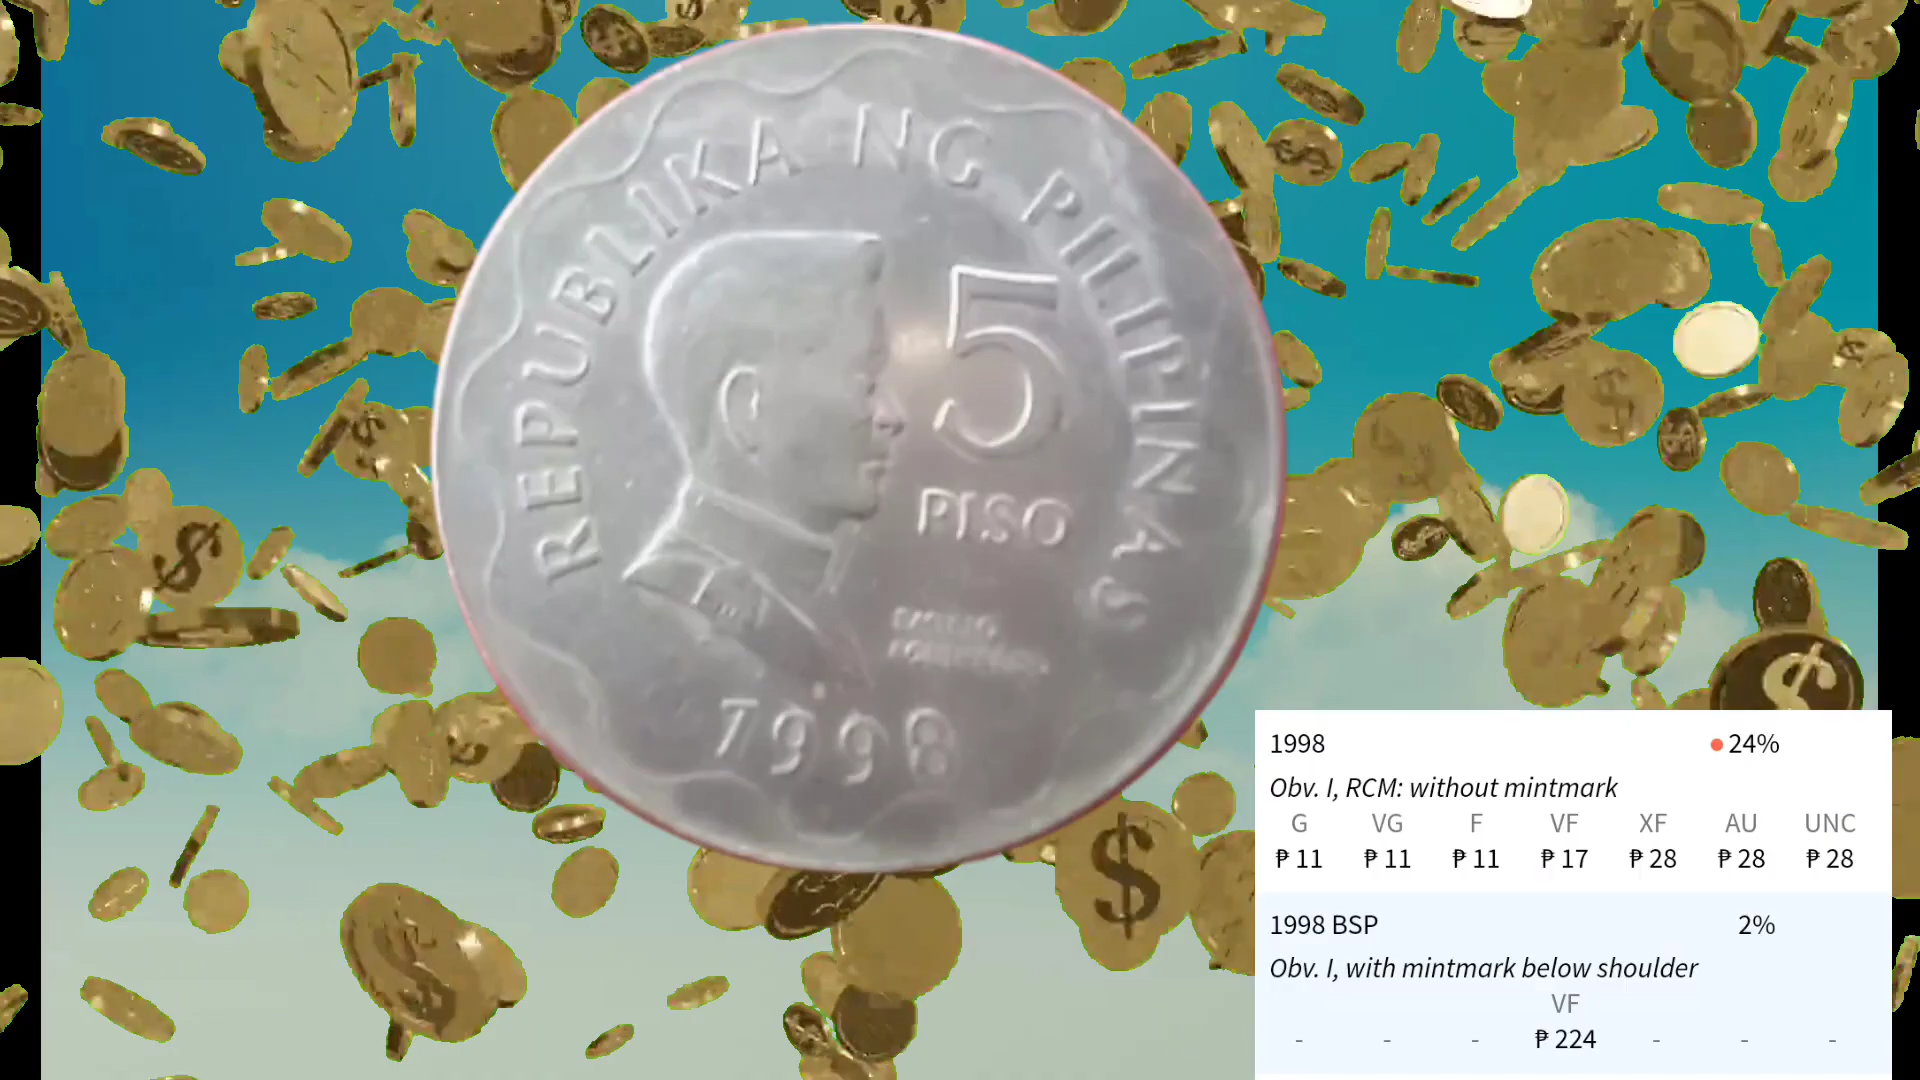 REPUBLIKA NG PILIPINAS
5
PISO
EMILIO
1998
1998 24%
Obv. I, RCM: without mintmark
G VG F VF XF AU UNC
₱ 11 ₱ 11 ₱ 11 ₱ 17 ₱ 28 ₱ 28 ₱ 28
1998 BSP 2%
Obv. I, with mintmark below shoulder
VF
- - - ₱ 224 - - -